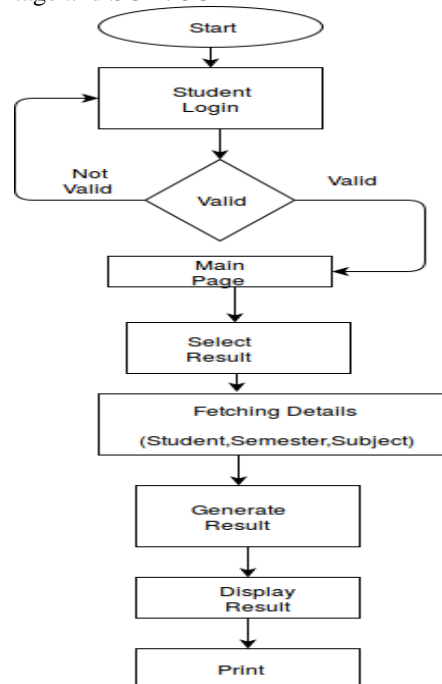 Start
Student
Login
Not
Valid
Valid
Valid
Main
Page
Select
Result
Fetching Details
(Student,Semester,Subject)
Generate
Result
Display
Result
Print